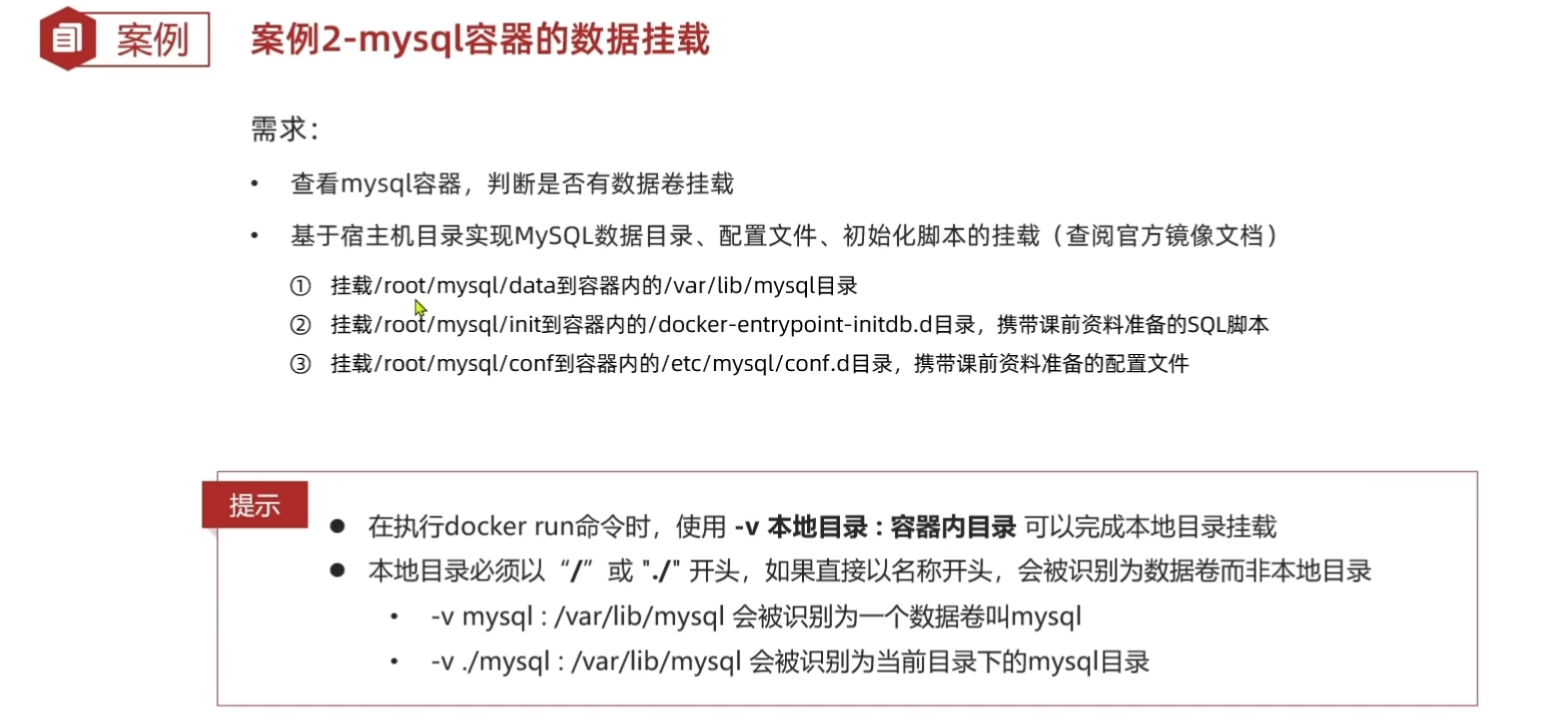 案例
案例2-mysql容器的数据挂载
需求：
• 查看mysql容器，判断是否有数据卷挂载
• 基于宿主机目录实现MySQL数据目录、配置文件、初始化脚本的挂载（查阅官方镜像文档）
① 挂载/root/mysql/data到容器内的/var/lib/mysql目录
② 挂载/root/mysql/init到容器内的/docker-entrypoint-initdb.d目录，携带课前资料准备的SQL脚本
③ 挂载/root/mysql/conf到容器内的/etc/mysql/conf.d目录，携带课前资料准备的配置文件
提示
● 在执行docker run命令时，使用 -v 本地目录 : 容器内目录 可以完成本地目录挂载
● 本地目录必须以“/”或 "./" 开头，如果直接以名称开头，会被识别为数据卷而非本地目录
• -v mysql : /var/lib/mysql 会被识别为一个数据卷叫mysql
• -v ./mysql : /var/lib/mysql 会被识别为当前目录下的mysql目录